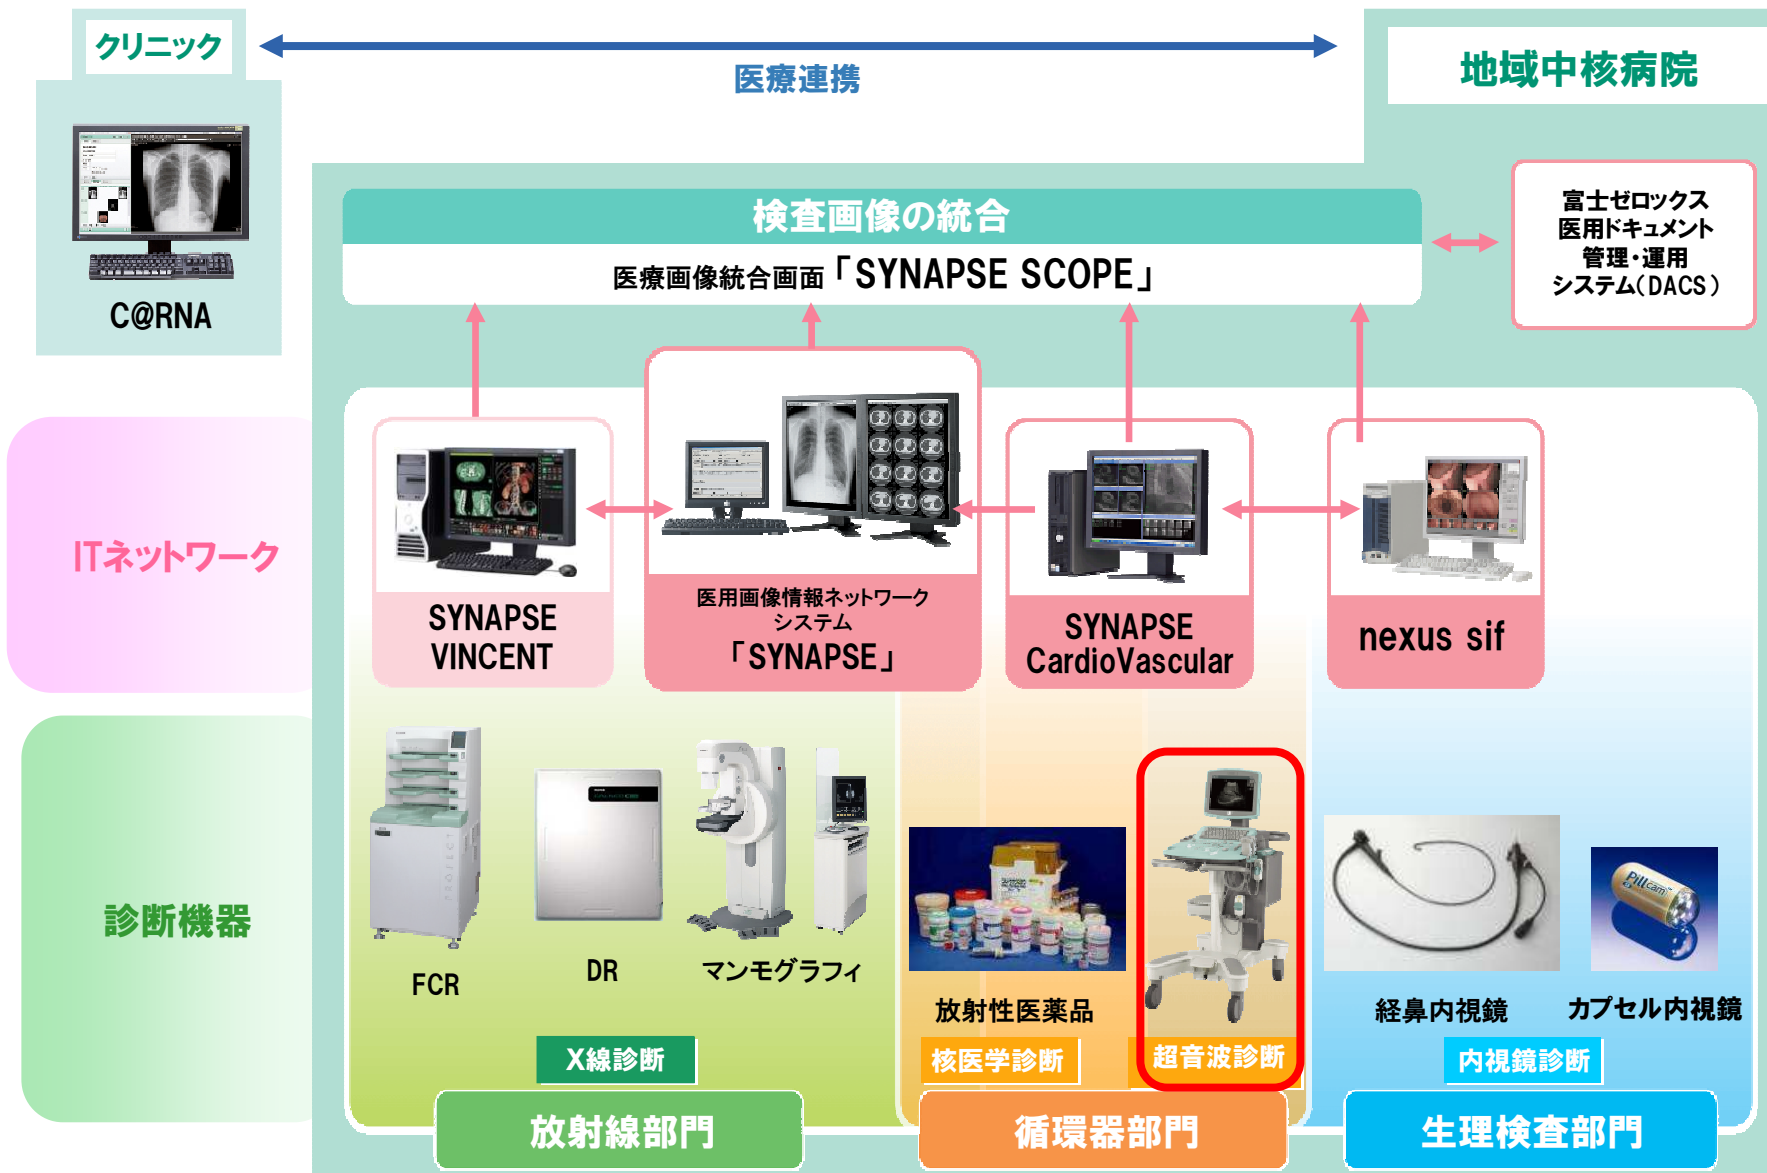 クリニック
医療連携
地域中核病院
C@RNA
検査画像の統合
医療画像統合画面「SYNAPSE SCOPE」
富士ゼロックス
医用ドキュメント
管理・運用
システム(DACS)
ITネットワーク
SYNAPSE
VINCENT
医用画像情報ネットワーク
システム
「SYNAPSE」
SYNAPSE
CardioVascular
nexus sif
診断機器
FCR
DR
マンモグラフィ
放射性医薬品
Pillcam
経鼻内視鏡
カプセル内視鏡
X線診断
核医学診断
超音波診断
内視鏡診断
放射線部門
循環器部門
生理検査部門